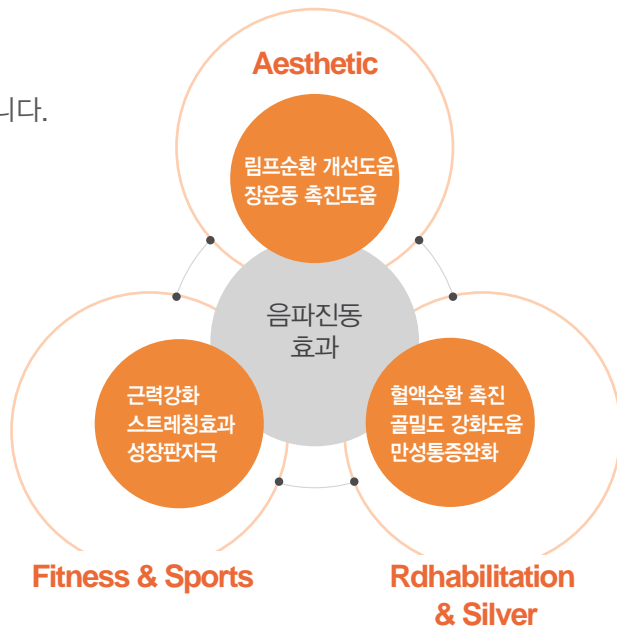 Aesthetic
니다.
림프순환 개선도움
장운동 촉진도움
음파진동
효과
근력강화
스트레칭효과
성장판자극
혈액순환 촉진
골밀도 강화도움
만성통증완화
Fitness & Sports
Rdhabilitation
& Silver